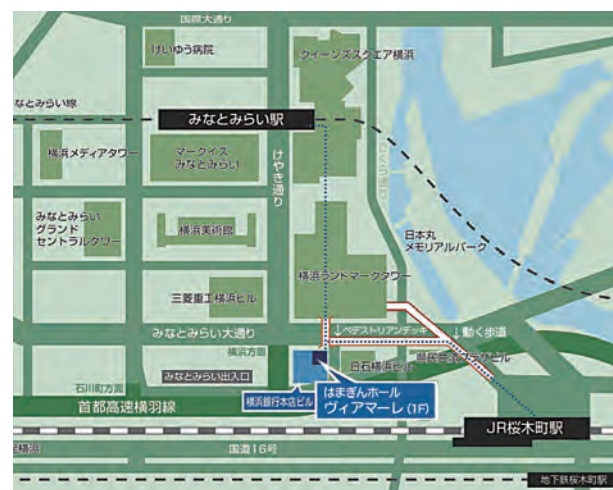 国際大通り
けいゆう病院
クイーンズスクエア横浜
なとみらい線
みなとみらい駅
横浜メディアタワー
マークイズ
みなとみらい
けやき通り
さくら通り
みなとみらい
グランド
セントラルタワー
横浜美術館
日本丸
メモリアルパーク
横浜ランドマークタワー
三菱重工横浜ビル
みなとみらい大通り
↓ペデストリアンデッキ
↓動く歩道
横浜方面
日石横浜ビル
石川町方面
みなとみらい出入口
横浜銀行本店ビル
はまぎんホール
ヴィアマーレ (1F)
首都高速横羽線
JR桜木町駅
国道16号
地下鉄桜木町駅